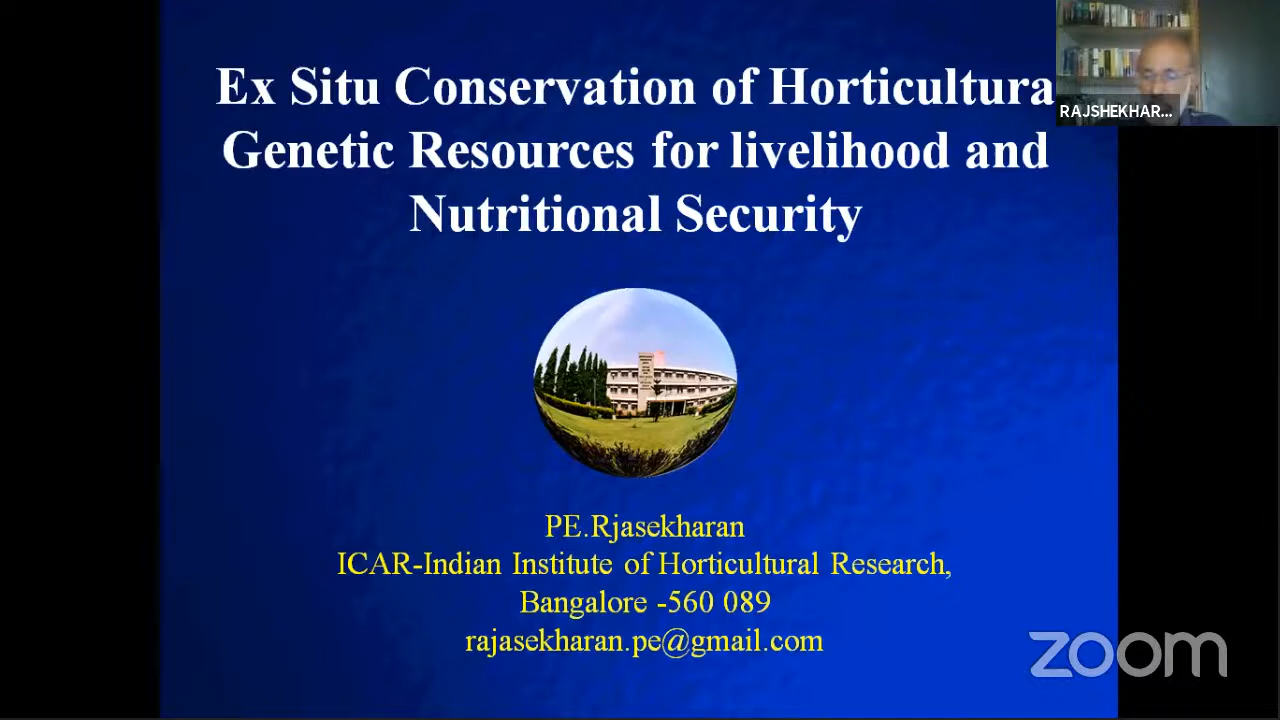 Ex Situ Conservation of Horticultura
Genetic Resources for livelihood and
Nutritional Security
RAJSHEKHAR...
PE.Rjasekharan
ICAR-Indian Institute of Horticultural Research,
Bangalore -560 089
rajasekharan.pe@gmail.com
zoom